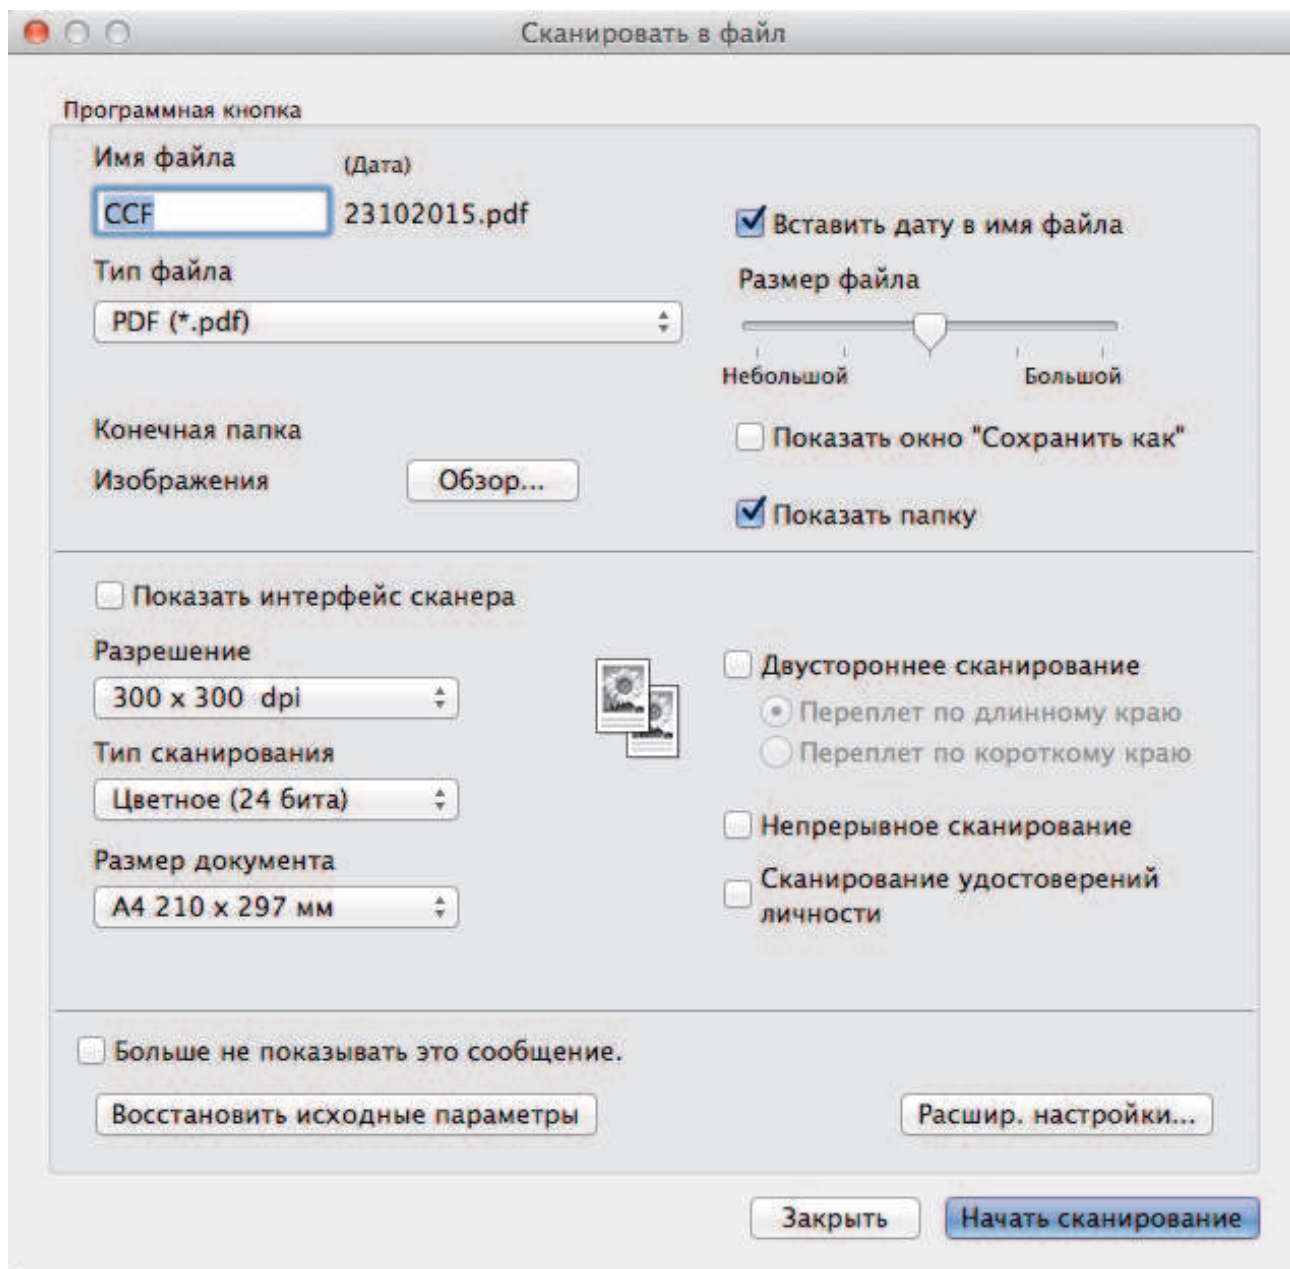 Сканировать в файл
Программная кнопка
Имя файла
(Дата)
CCF
23102015.pdf
Вставить дату в имя файла
Тип файла
PDF (*.pdf)
Размер файла
Небольшой
Большой
Конечная папка
Изображения
Обзор...
Показать окно "Сохранить как"
Показать папку
Показать интерфейс сканера
Разрешение
300 x 300 dpi
Тип сканирования
Цветное (24 бита)
Размер документа
A4 210 x 297 мм
Двустороннее сканирование
Переплет по длинному краю
Переплет по короткому краю
Непрерывное сканирование
Сканирование удостоверений
личности
Больше не показывать это сообщение.
Восстановить исходные параметры
Расшир. настройки...
Закрыть
Начать сканирование